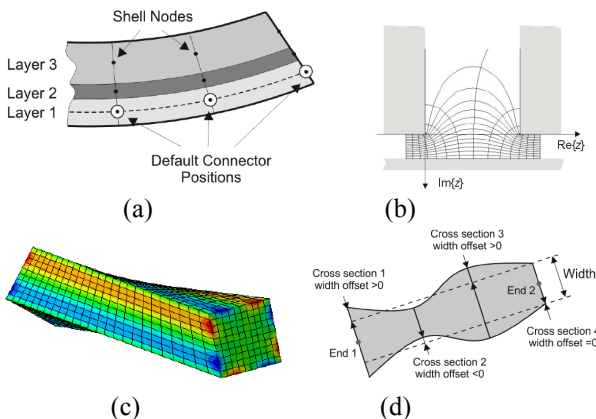 Shell Nodes
Layer 3
Layer 2
Layer 1
Default Connector
Positions
(a)
Re{z}
Im{z}
(b)
(c)
Cross section 3
width offset >0
Cross section 1
width offset >0
Width
End 2
End 1
Cross section 2
width offset <0
Cross section 4
width offset =0
(d)